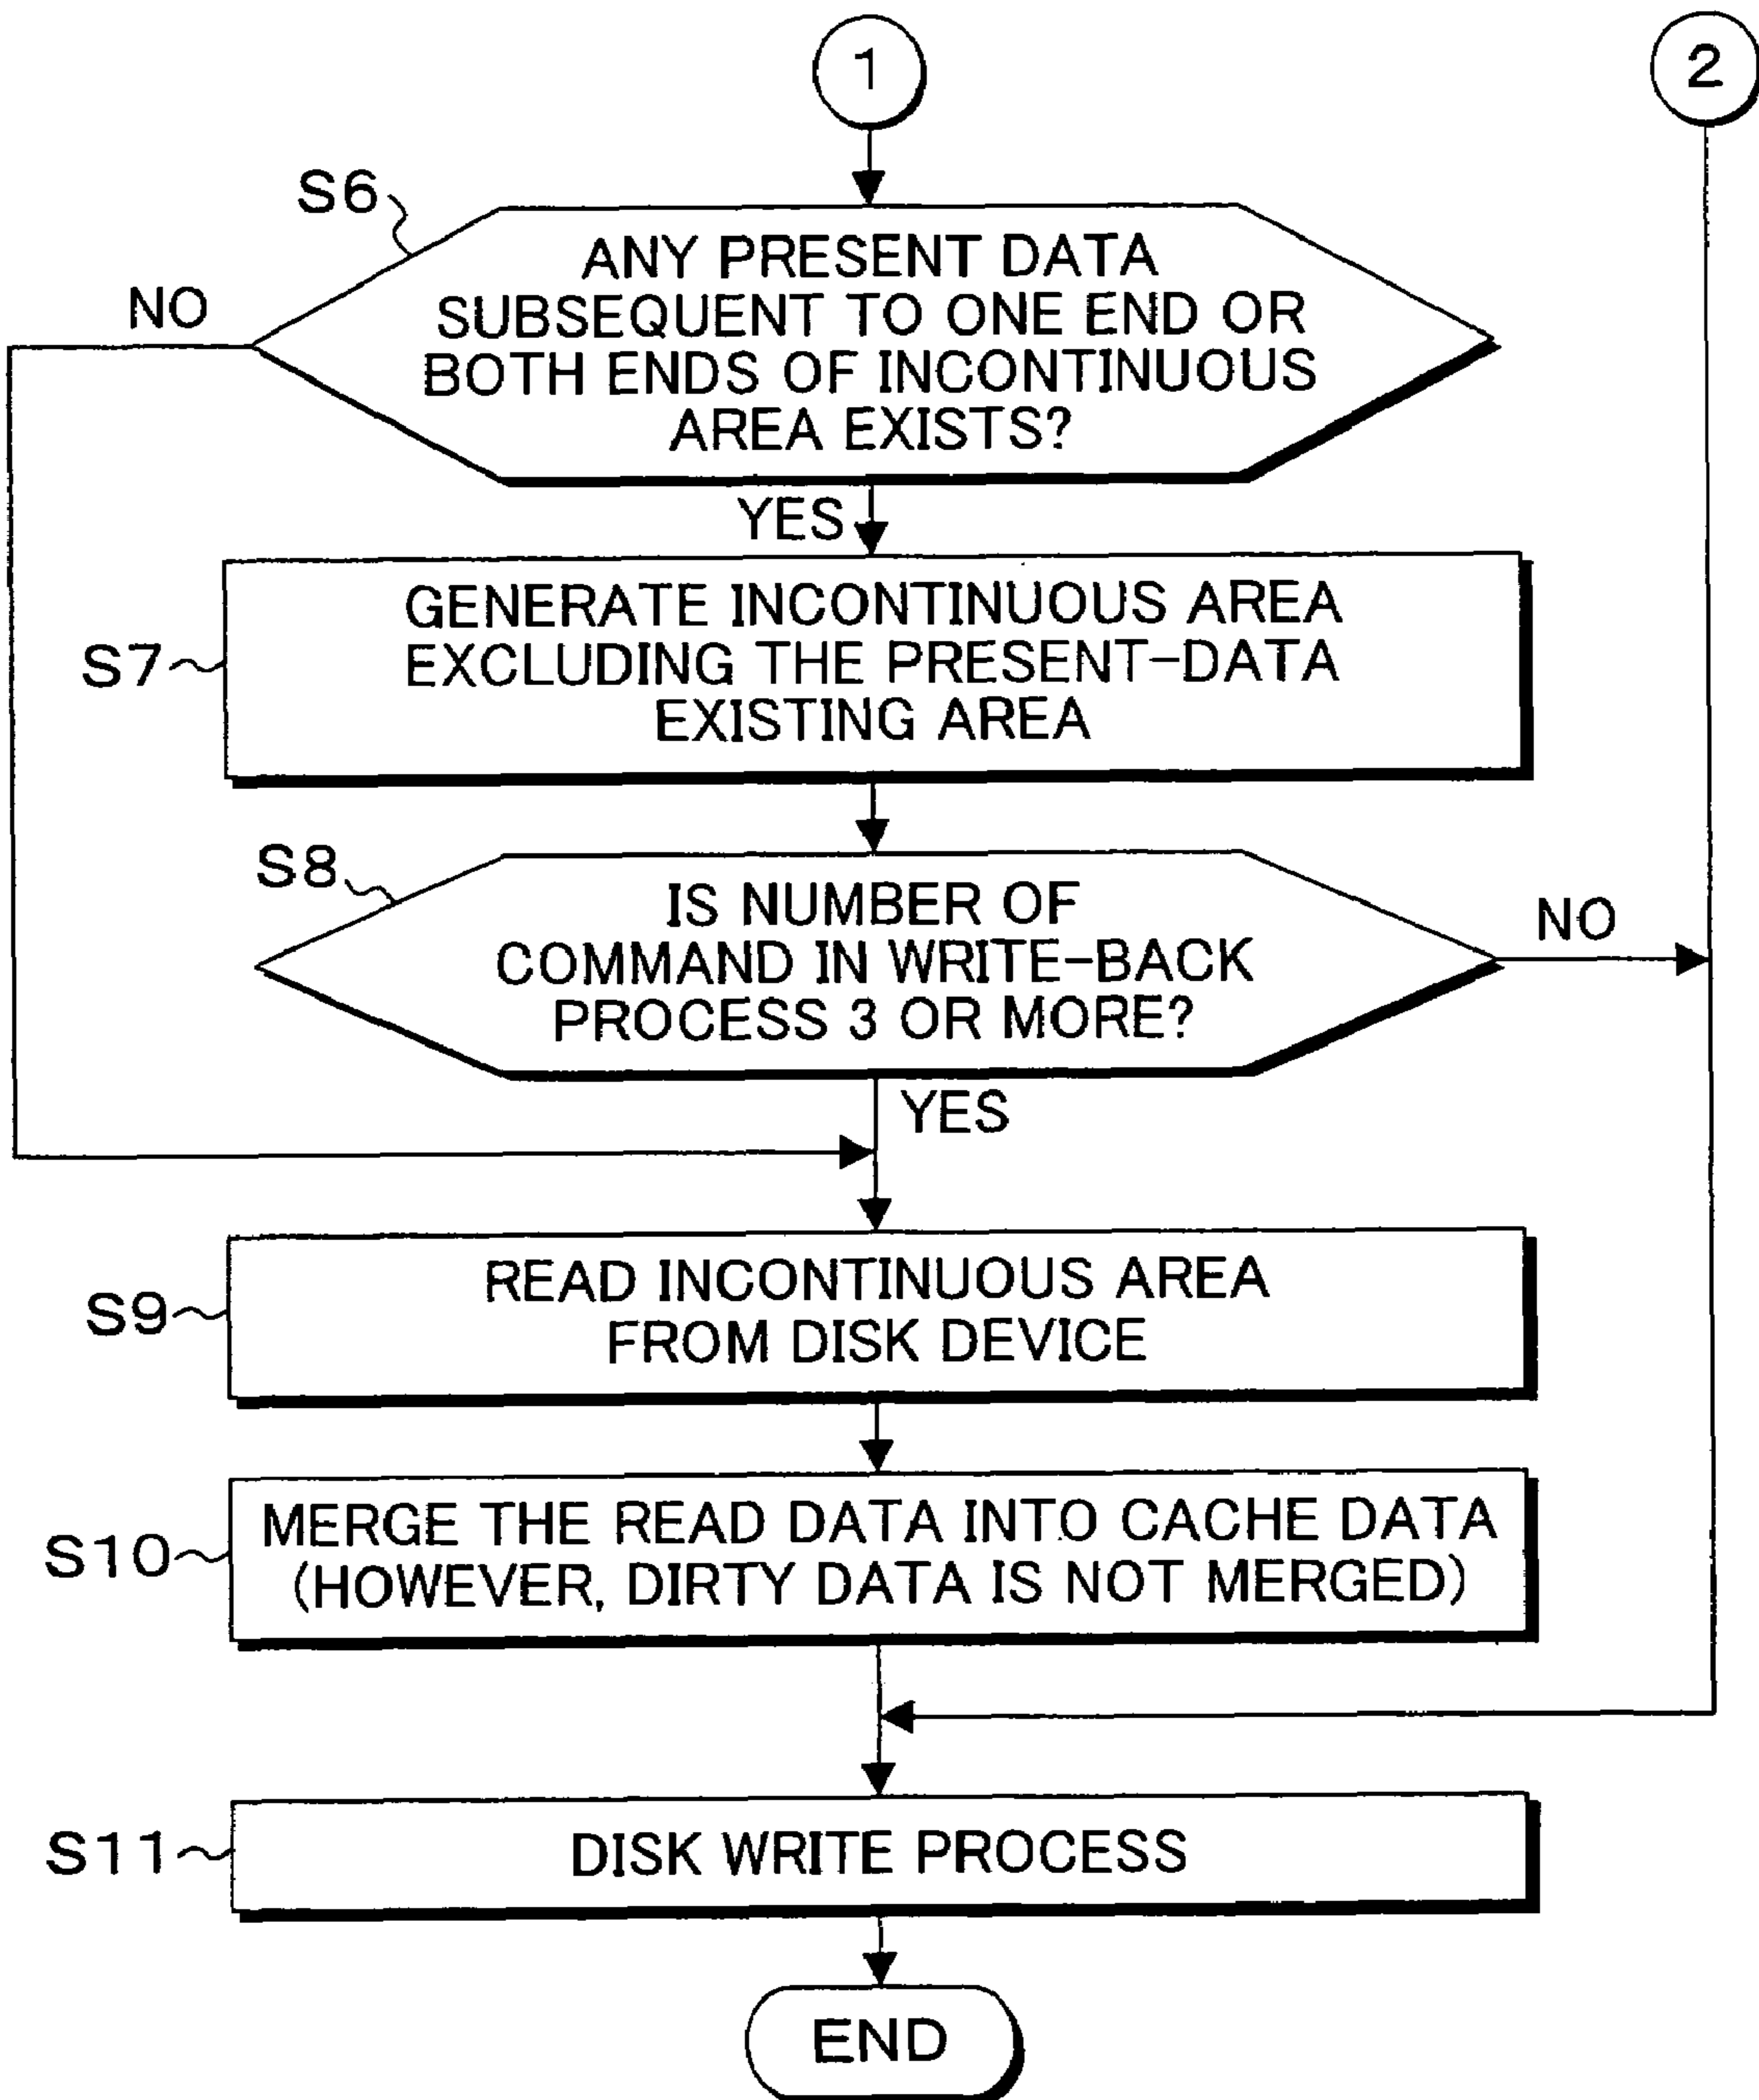 1
2
S6
ANY PRESENT DATA
SUBSEQUENT TO ONE END OR
BOTH ENDS OF INCONTINUOUS
AREA EXISTS?
NO
YES
S7
GENERATE INCONTINUOUS AREA
EXCLUDING THE PRESENT-DATA
EXISTING AREA
S8
IS NUMBER OF
COMMAND IN WRITE-BACK
PROCESS 3 OR MORE?
NO
YES
S9
READ INCONTINUOUS AREA
FROM DISK DEVICE
S10
MERGE THE READ DATA INTO CACHE DATA
(HOWEVER, DIRTY DATA IS NOT MERGED)
S11
DISK WRITE PROCESS
END